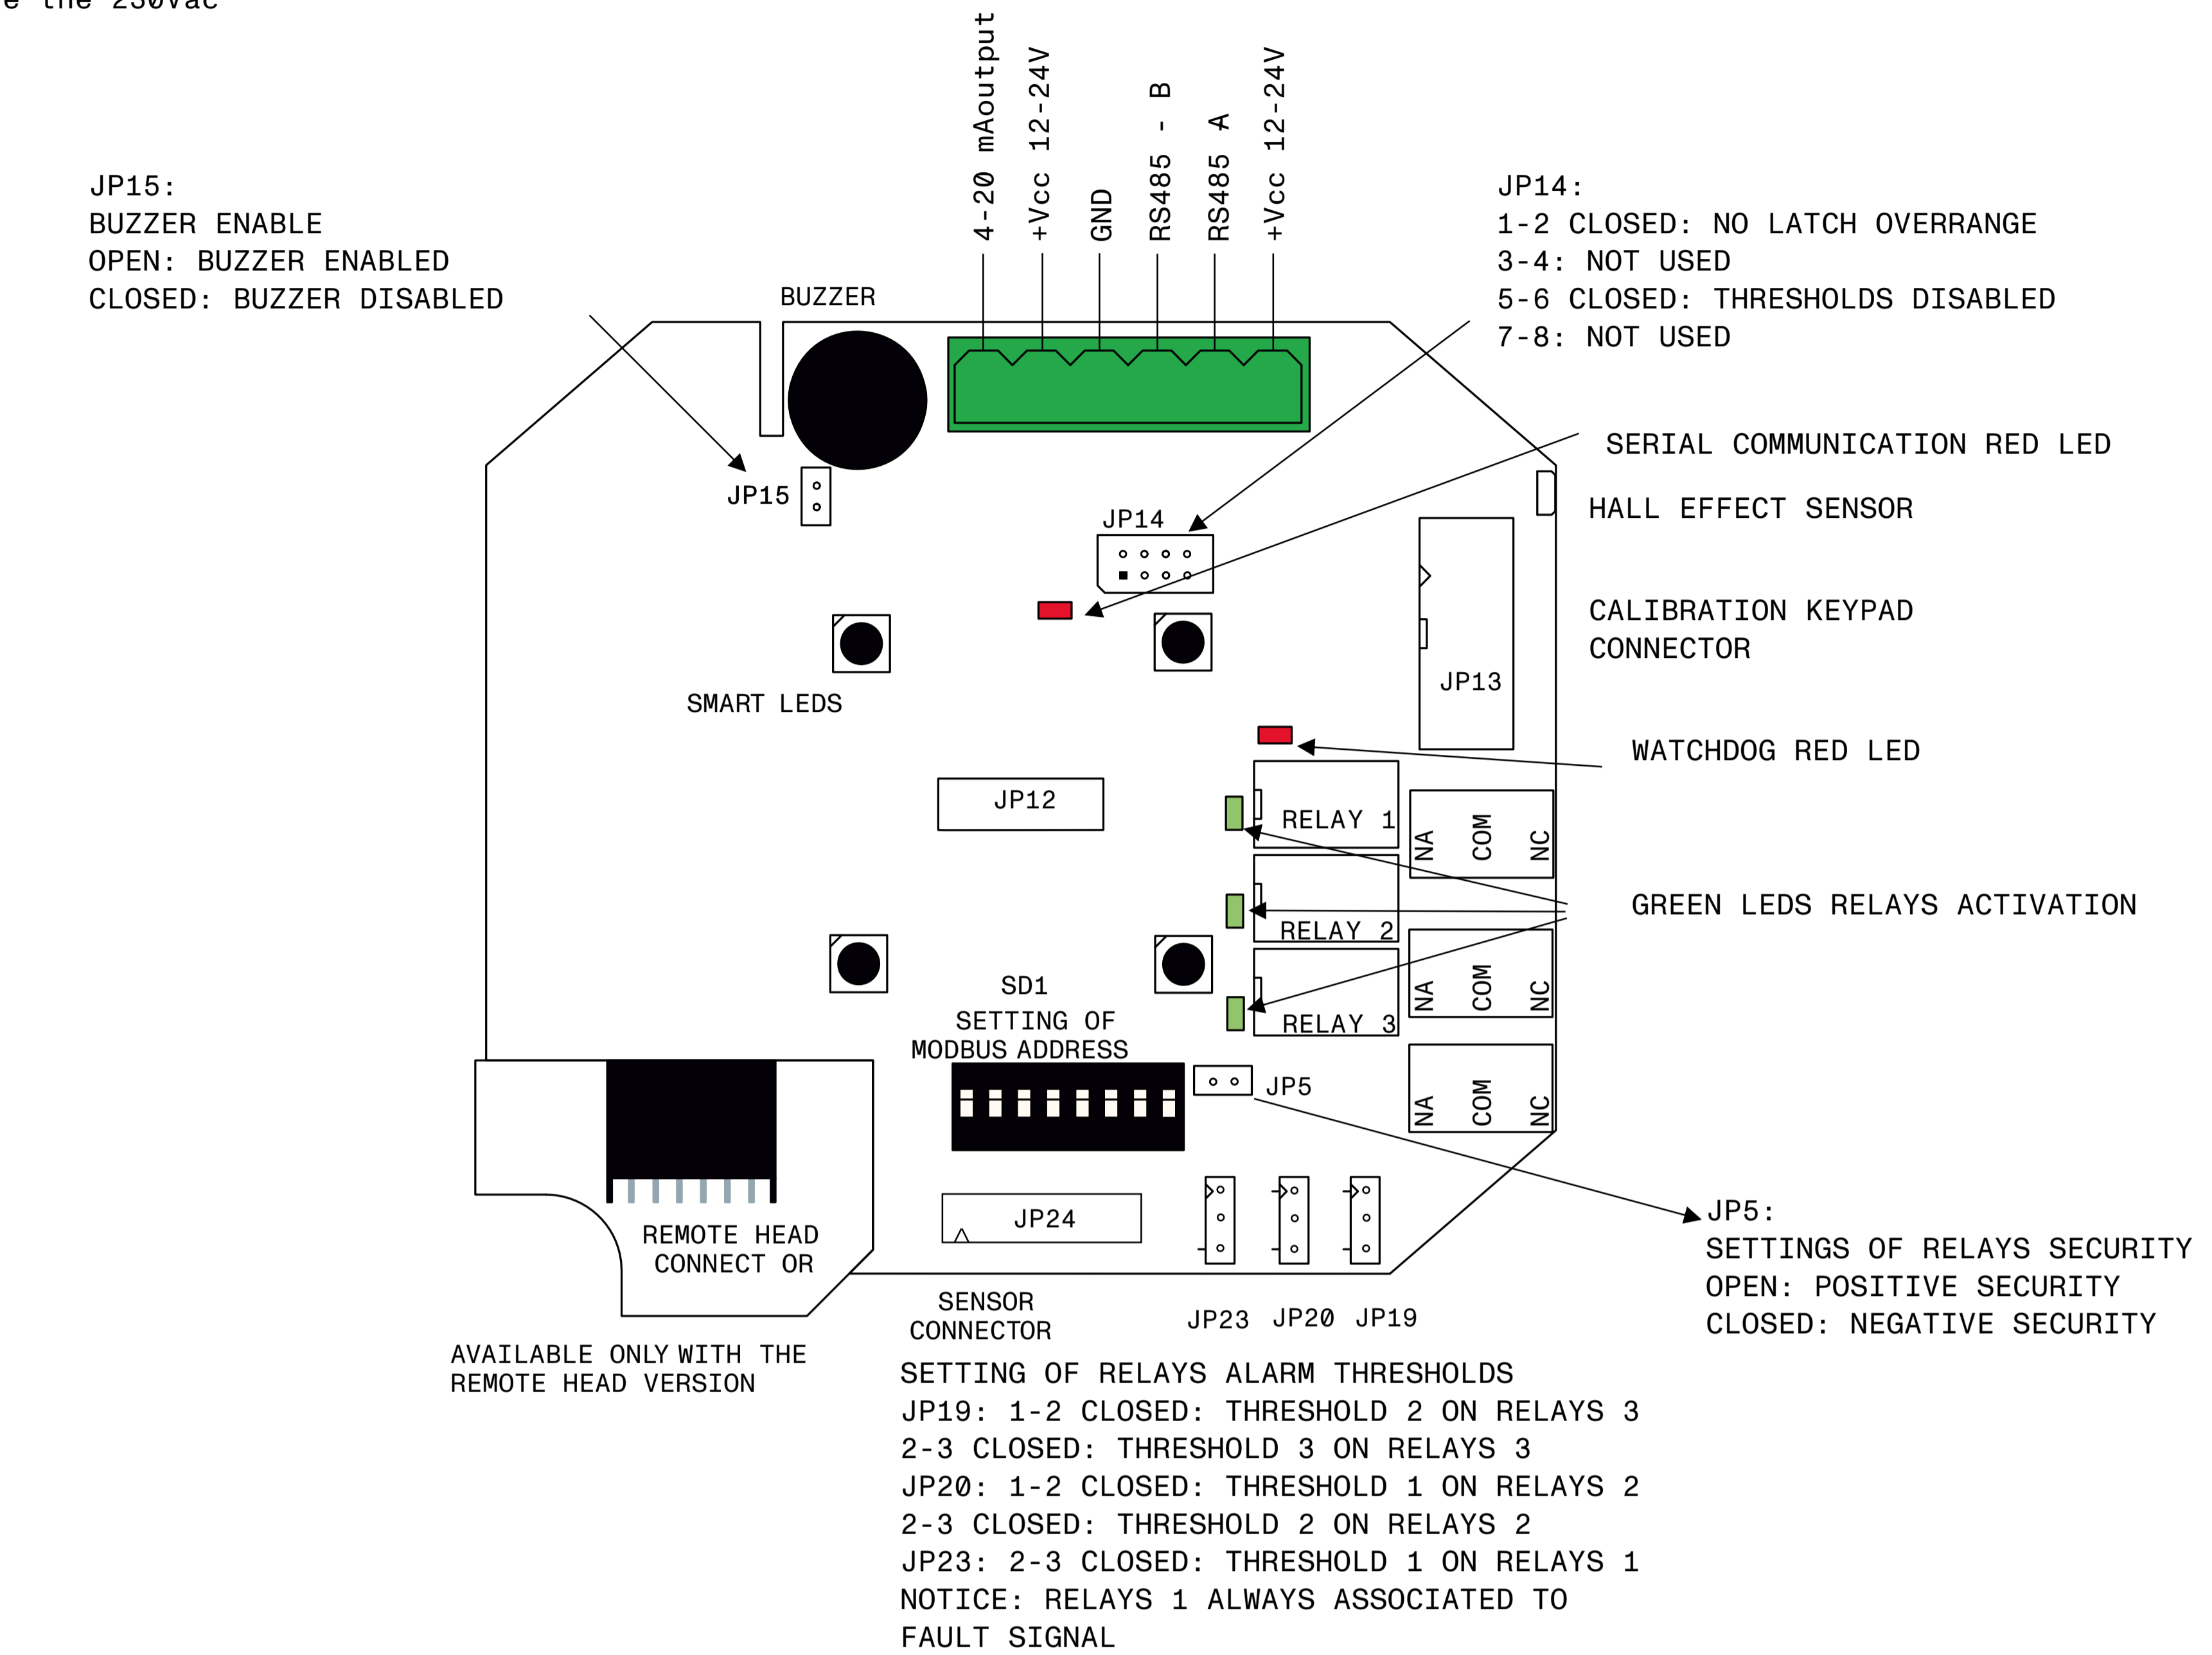 e the 230Vac
4-20 mAoutput
+Vcc 12-24V
GND
RS485 - B
RS485 A
+Vcc 12-24V
JP15:
BUZZER ENABLE
OPEN: BUZZER ENABLED
CLOSED: BUZZER DISABLED
JP14:
1-2 CLOSED: NO LATCH OVERRANGE
3-4: NOT USED
5-6 CLOSED: THRESHOLDS DISABLED
7-8: NOT USED
BUZZER
SERIAL COMMUNICATION RED LED
JP15
HALL EFFECT SENSOR
JP14
CALIBRATION KEYPAD
CONNECTOR
JP13
SMART LEDS
WATCHDOG RED LED
JP12
RELAY 1
NA COM NC
GREEN LEDS RELAYS ACTIVATION
RELAY 2
NA COM NC
SD1
SETTING OF
MODBUS ADDRESS
RELAY 3
JP5
NA COM NC
JP24
REMOTE HEAD
CONNECT OR
JP5:
SETTINGS OF RELAYS SECURITY
OPEN: POSITIVE SECURITY
CLOSED: NEGATIVE SECURITY
SENSOR
CONNECTOR
JP23 JP20 JP19
AVAILABLE ONLY WITH THE
REMOTE HEAD VERSION
SETTING OF RELAYS ALARM THRESHOLDS
JP19: 1-2 CLOSED: THRESHOLD 2 ON RELAYS 3
2-3 CLOSED: THRESHOLD 3 ON RELAYS 3
JP20: 1-2 CLOSED: THRESHOLD 1 ON RELAYS 2
2-3 CLOSED: THRESHOLD 2 ON RELAYS 2
JP23: 2-3 CLOSED: THRESHOLD 1 ON RELAYS 1
NOTICE: RELAYS 1 ALWAYS ASSOCIATED TO
FAULT SIGNAL